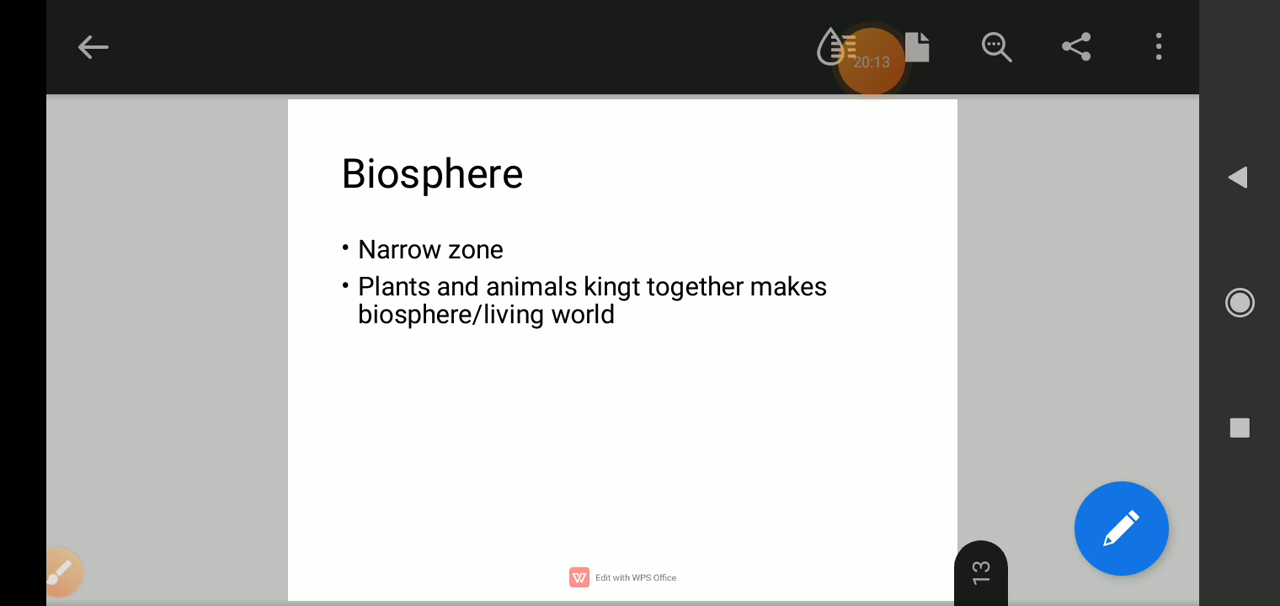 20:13
Biosphere
• Narrow zone
• Plants and animals kingt together makes
biosphere/living world
Edit with WPS Office
13